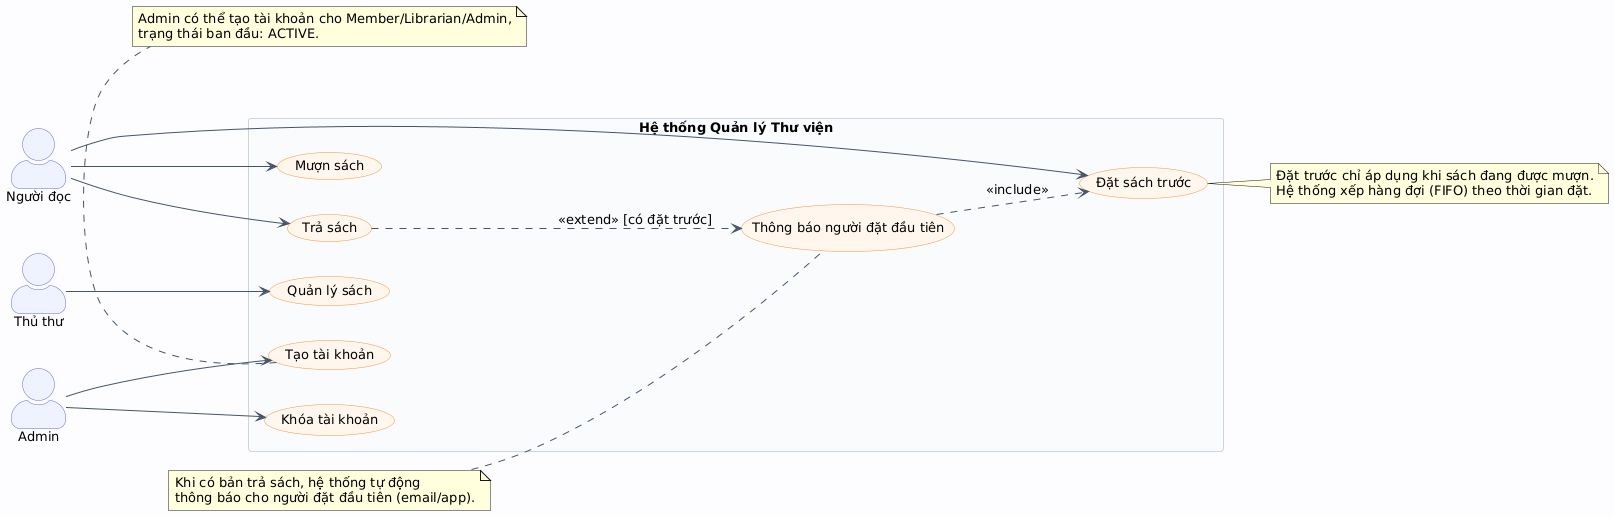 Admin có thể tạo tài khoản cho Member/Librarian/Admin,
trạng thái ban đầu: ACTIVE.
Hệ thống Quản lý Thư viện
Người đọc
Mượn sách
Đặt sách trước
Đặt trước chỉ áp dụng khi sách đang được mượn.
Hệ thống xếp hàng đợi (FIFO) theo thời gian đặt.
«include»
Trả sách
«extend» [có đặt trước]
Thông báo người đặt đầu tiên
Thủ thư
Quản lý sách
Tạo tài khoản
Admin
Khóa tài khoản
Khi có bản trả sách, hệ thống tự động
thông báo cho người đặt đầu tiên (email/app).